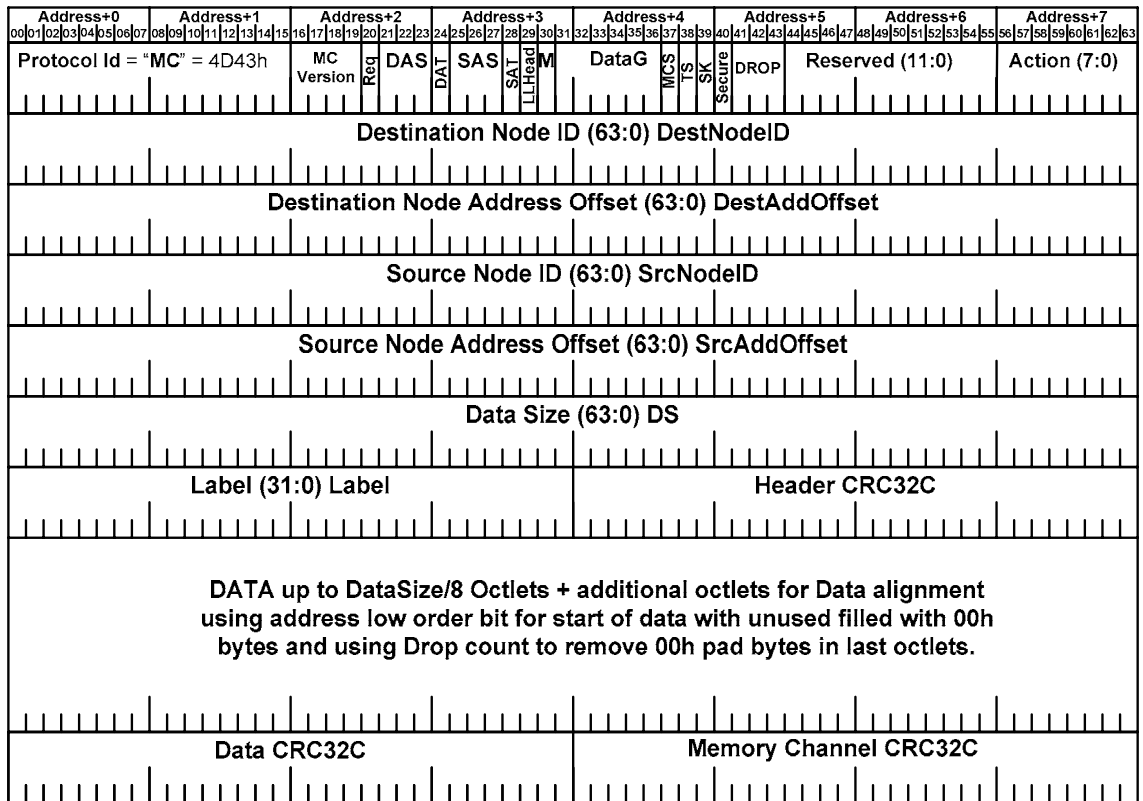 Address+0 Address+1 Address+2 Address+3 Address+4 Address+5 Address+6 Address+7
00 01 02 03 04 05 06 07 08 09 10 11 12 13 14 15 16 17 18 19 20 21 22 23 24 25 26 27 28 29 30 31 32 33 34 35 36 37 38 39 40 41 42 43 44 45 46 47 48 49 50 51 52 53 54 55 56 57 58 59 60 61 62 63
Protocol Id = “MC” = 4D43h MC Version Req DAS DAT SAS SAT LLHead M DataG MCS TS SK Secure DROP Reserved (11:0) Action (7:0)
Destination Node ID (63:0) DestNodeID
Destination Node Address Offset (63:0) DestAddOffset
Source Node ID (63:0) SrcNodeID
Source Node Address Offset (63:0) SrcAddOffset
Data Size (63:0) DS
Label (31:0) Label Header CRC32C
DATA up to DataSize/8 Octlets + additional octlets for Data alignment
using address low order bit for start of data with unused filled with 00h
bytes and using Drop count to remove 00h pad bytes in last octlets.
Data CRC32C Memory Channel CRC32C